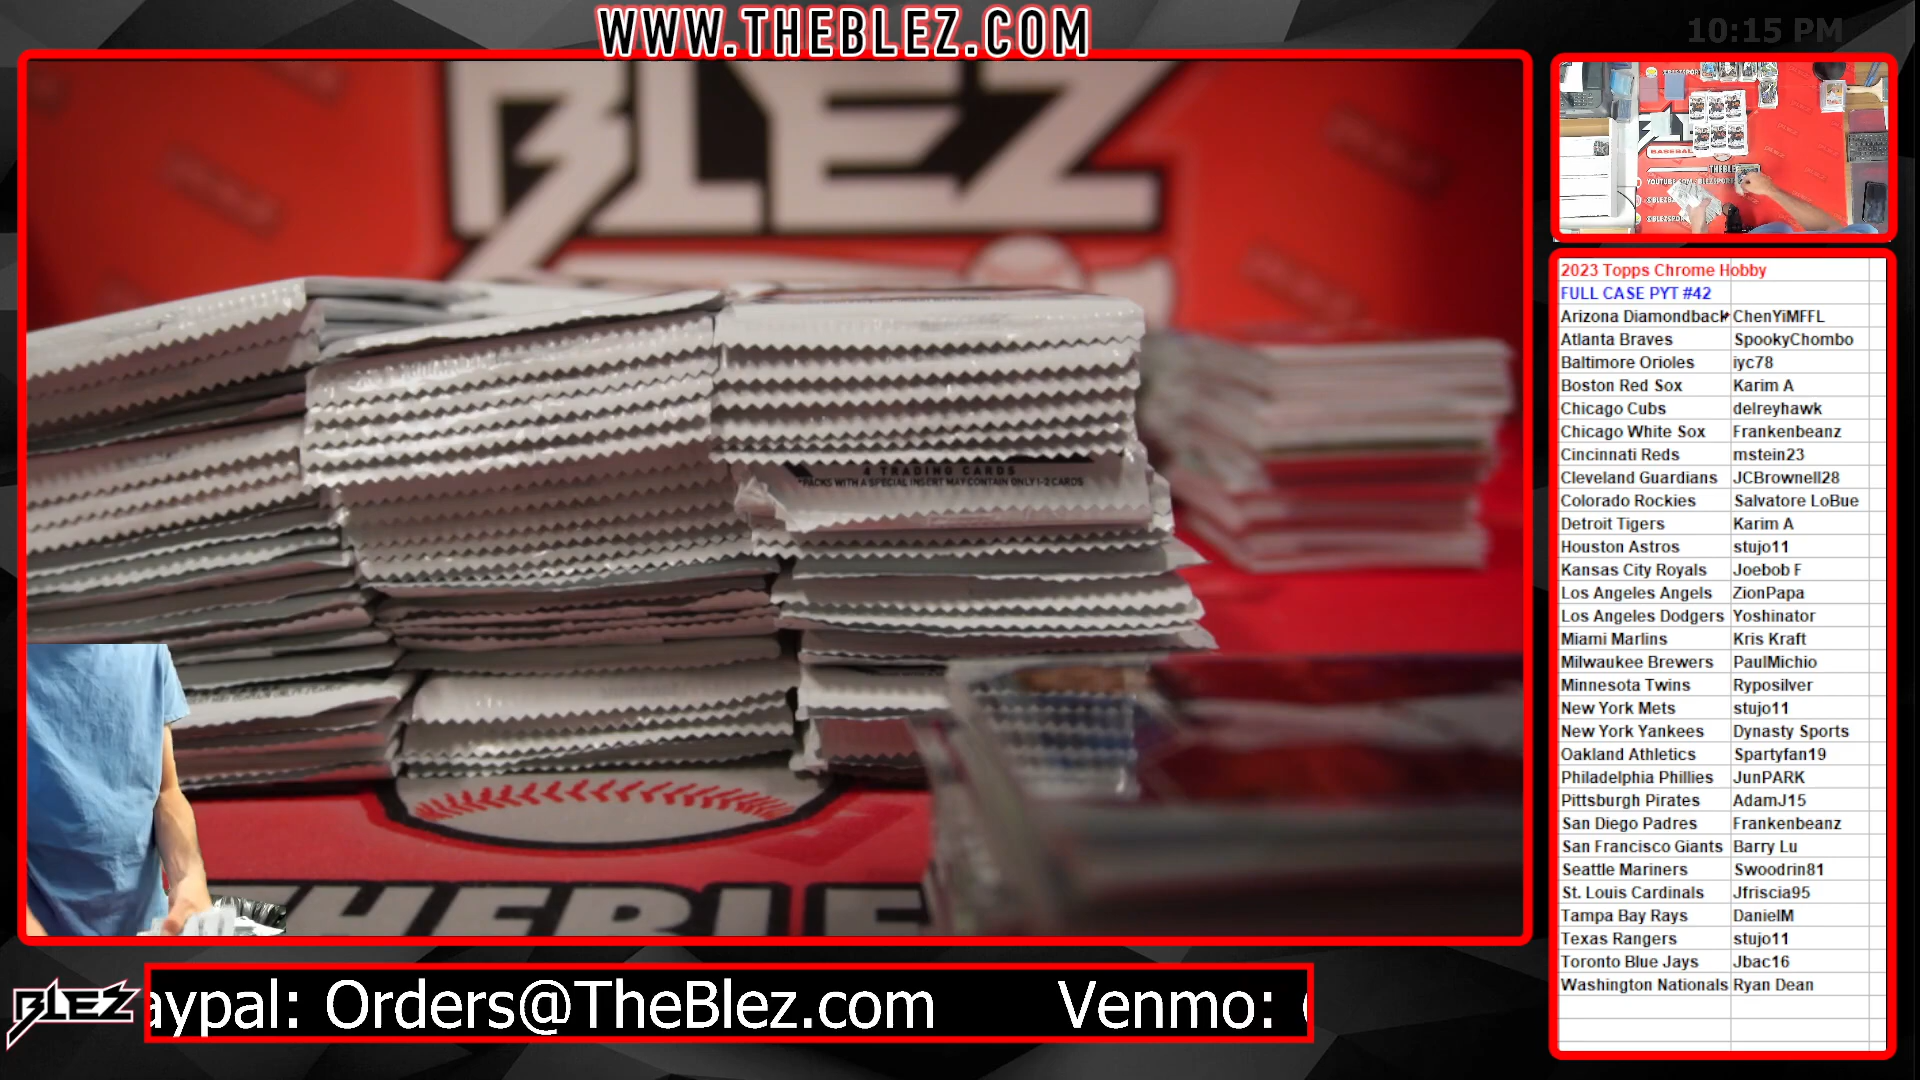 WWW.THEBLEZ.COM
10:15 PM
BLEZ
4 TRADING CARDS
*PACKS WITH A SPECIAL INSERT MAY CONTAIN ONLY 1-2 CARDS
THEBLE
2023 Topps Chrome Hobby
FULL CASE PYT #42
Arizona Diamondback ChenYiMFFL
Atlanta Braves SpookyChombo
Baltimore Orioles iyc78
Boston Red Sox Karim A
Chicago Cubs delreyhawk
Chicago White Sox Frankenbeanz
Cincinnati Reds mstein23
Cleveland Guardians JCBrownell28
Colorado Rockies Salvatore LoBue
Detroit Tigers Karim A
Houston Astros stujo11
Kansas City Royals Joebob F
Los Angeles Angels ZionPapa
Los Angeles Dodgers Yoshinator
Miami Marlins Kris Kraft
Milwaukee Brewers PaulMichio
Minnesota Twins Ryposilver
New York Mets stujo11
New York Yankees Dynasty Sports
Oakland Athletics Spartyfan19
Philadelphia Phillies JunPARK
Pittsburgh Pirates AdamJ15
San Diego Padres Frankenbeanz
San Francisco Giants Barry Lu
Seattle Mariners Swoodrin81
St. Louis Cardinals Jfriscia95
Tampa Bay Rays DanielM
Texas Rangers stujo11
Toronto Blue Jays Jbac16
Washington Nationals Ryan Dean
BLEZ
aypal: Orders@TheBlez.com Venmo: